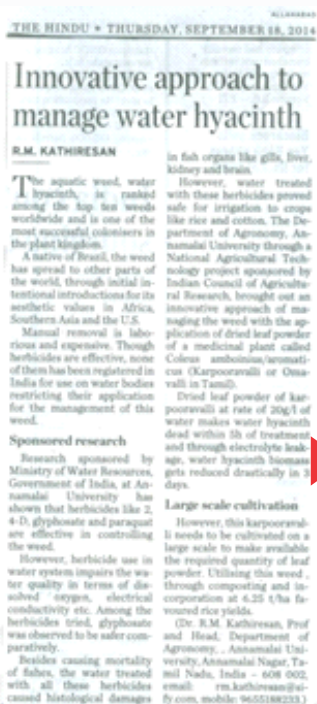 ALLAHABAD
THE HINDU • THURSDAY, SEPTEMBER 18, 2014
Innovative approach to
manage water hyacinth
R.M. KATHIRESAN
The aquatic weed, water
hyacinth, is ranked
among the top ten weeds
worldwide and is one of the
most successful colonisers in
the plant kingdom.
A native of Brazil, the weed
has spread to other parts of
the world, through initial in-
tentional introductions for its
aesthetic values in Africa,
Southern Asia and the U.S.
Manual removal is labo-
rious and expensive. Though
herbicides are effective, none
of them has been registered in
India for use on water bodies
restricting their application
for the management of this
weed.
Sponsored research
Research sponsored by
Ministry of Water Resources,
Government of India, at An-
namalai University has
shown that herbicides like 2,
4-D, glyphosate and paraquat
are effective in controlling
the weed.
However, herbicide use in
water system impairs the wa-
ter quality in terms of dis-
solved oxygen, electrical
conductivity etc. Among the
herbicides tried, glyphosate
was observed to be safer com-
paratively.
Besides causing mortality
of fishes, the water treated
with all these herbicides
caused histological damages
in fish organs like gills, liver,
kidney and brain.
However, water treated
with these herbicides proved
safe for irrigation to crops
like rice and cotton. The De-
partment of Agronomy, An-
namalai University through a
National Agricultural Tech-
nology project sponsored by
Indian Council of Agricultu-
ral Research, brought out an
innovative approach of ma-
naging the weed with the ap-
plication of dried leaf powder
of a medicinal plant called
Coleus amboinius/aromati-
cus (Karpooravalli or Oma-
valli in Tamil).
Dried leaf powder of kar-
pooravalli at rate of 20g/l of
water makes water hyacinth
dead within 5h of treatment
and through electrolyte leak-
age, water hyacinth biomass
gets reduced drastically in 3
days.
Large scale cultivation
However, this karpooraval-
li needs to be cultivated on a
large scale to make available
the required quantity of leaf
powder. Utilising this weed ,
through composting and in-
corporation at 6.25 t/ha fa-
voured rice yields.
(Dr. R.M. Kathiresan, Prof
and Head, Department of
Agronomy, , Annamalai Uni-
versity, Annamalai Nagar, Ta-
mil Nadu, India - 608 002,
email: rm.kathiresan@si-
fy.com, mobile: 9655188233.)